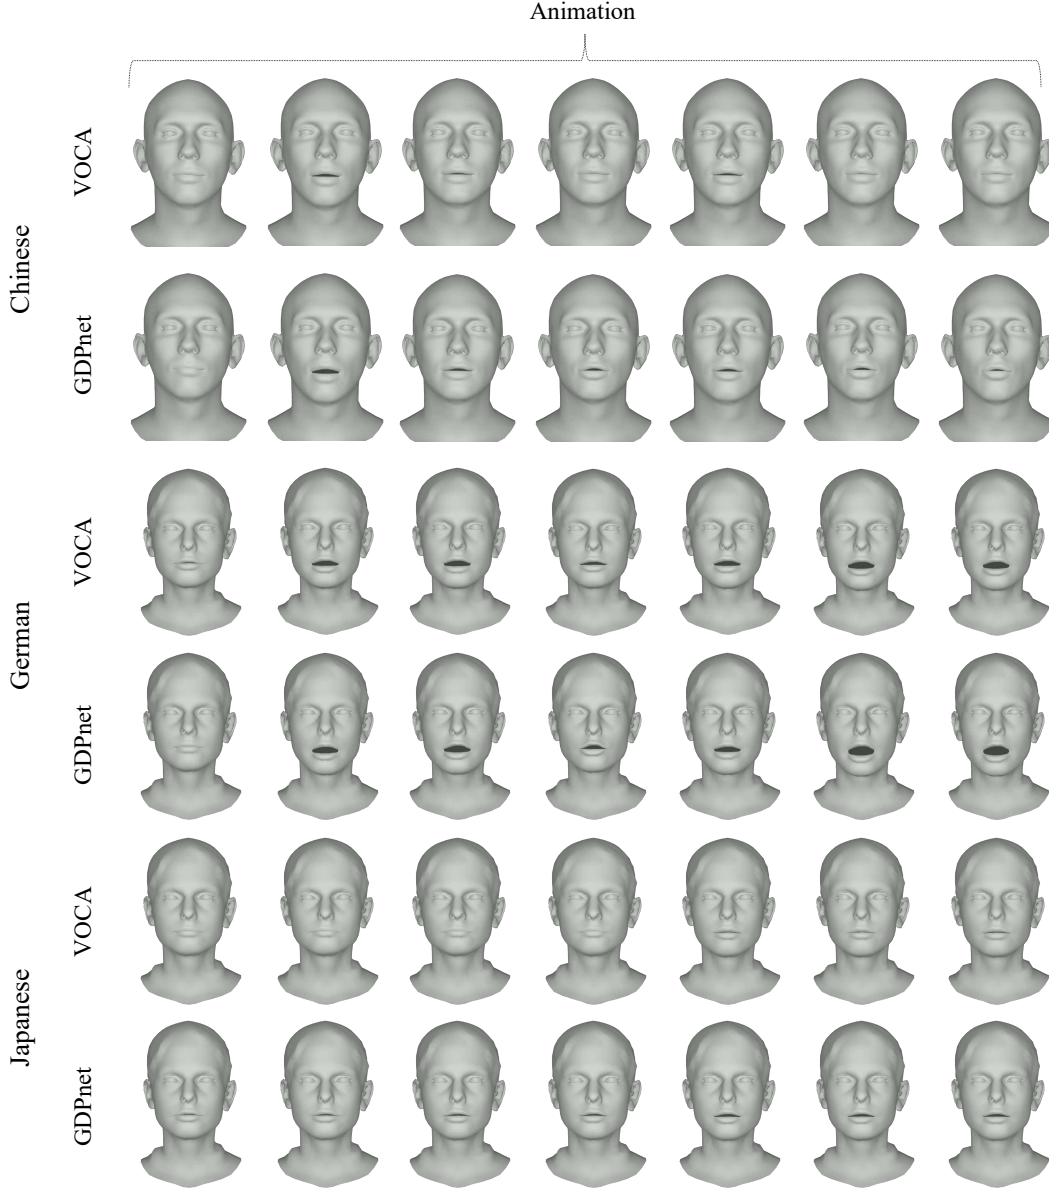 Animation
Chinese
VOCA
GDPnet
German
VOCA
GDPnet
Japanese
VOCA
GDPnet